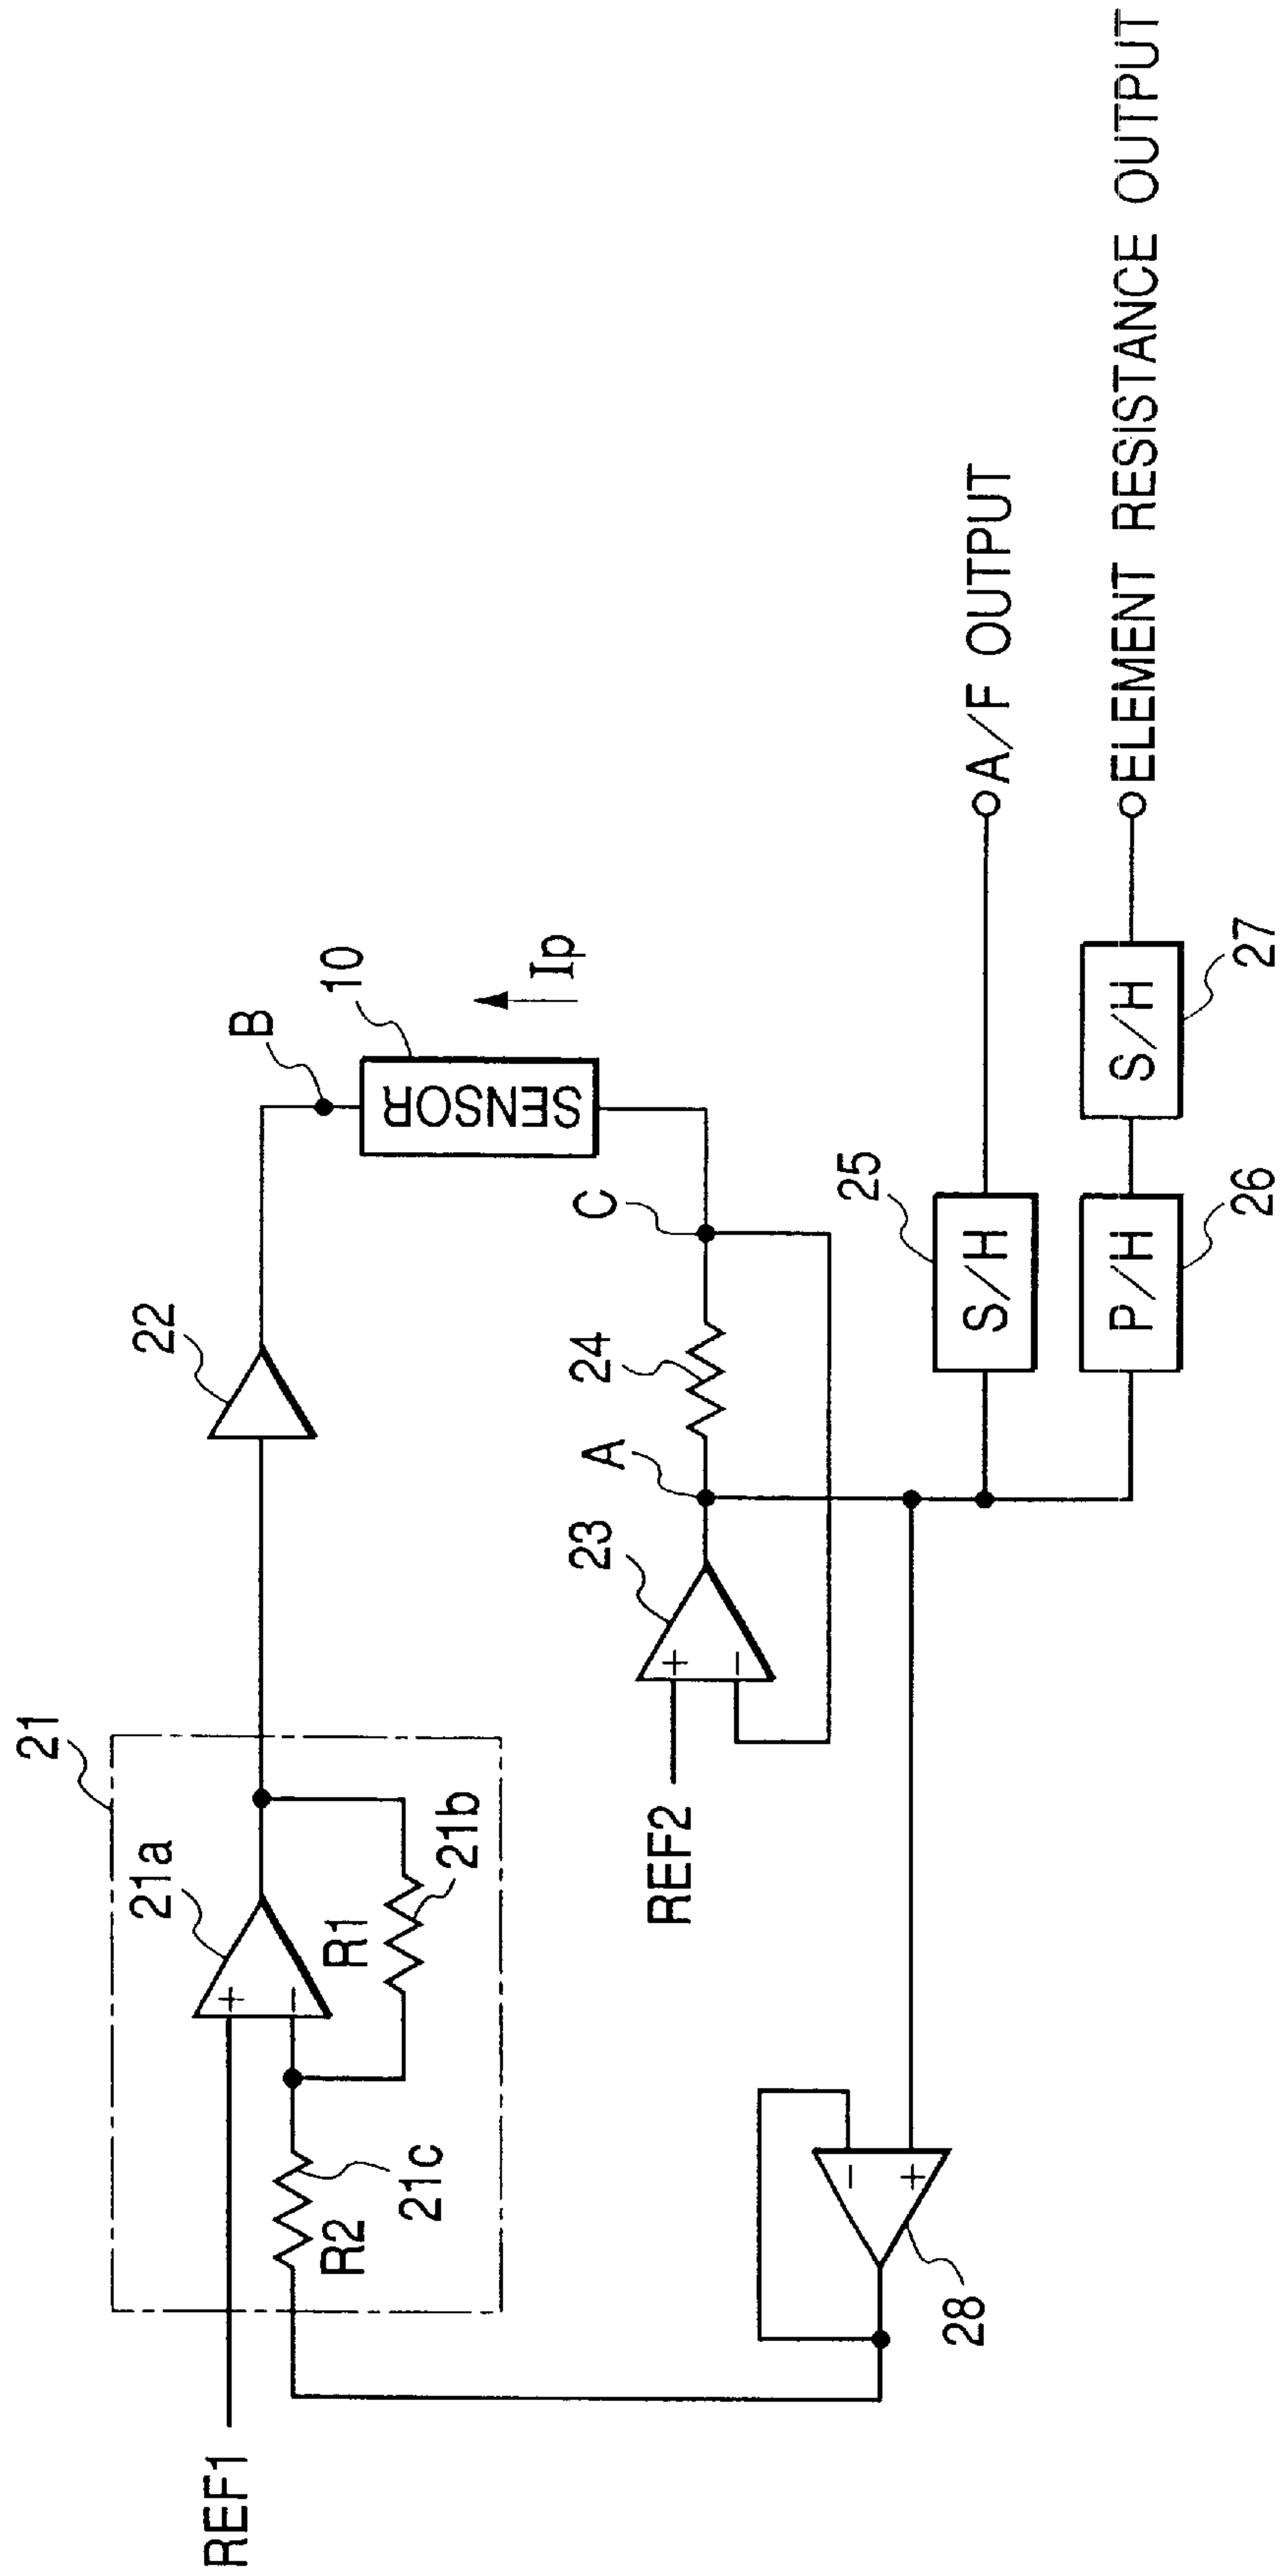 21
21a
+
−
R1
21b
R2
21c
REF1
22
B
10
SENSOR
Ip
C
24
A
23
+
−
REF2
25
S/H
A/F OUTPUT
P/H
26
S/H
27
ELEMENT RESISTANCE OUTPUT
−
+
28